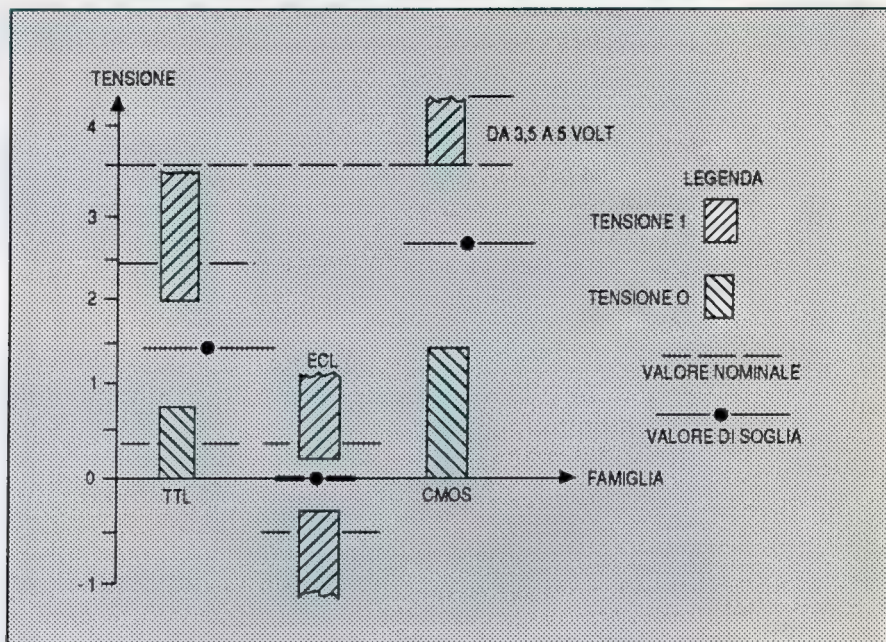 TENSIONE
4
3
2
1
0
-1
DA 3,5 A 5 VOLT
ECL
TTL
CMOS
FAMIGLIA
LEGENDA
TENSIONE 1
TENSIONE O
VALORE NOMINALE
VALORE DI SOGLIA